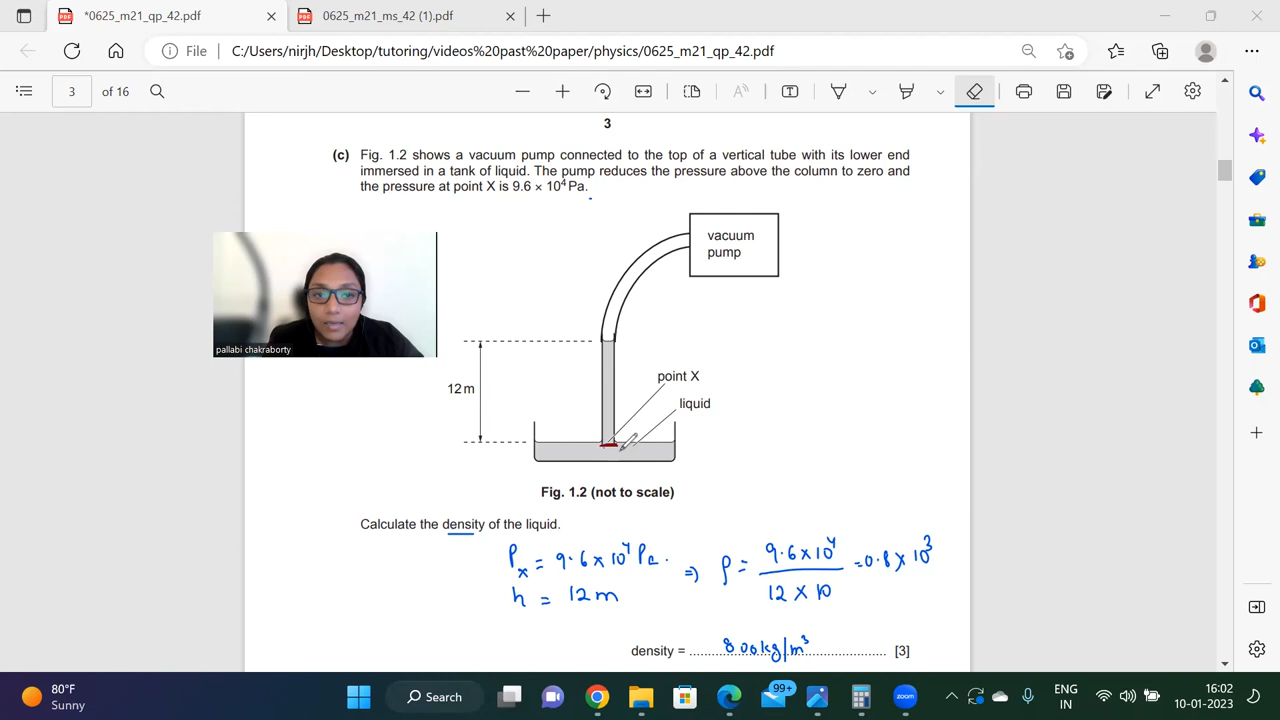 *0625_m21_qp_42.pdf
0625_m21_ms_42 (1).pdf
File C:/Users/nirjh/Desktop/tutoring/videos%20past%20paper/physics/0625_m21_qp_42.pdf
3 of 16
3
(c) Fig. 1.2 shows a vacuum pump connected to the top of a vertical tube with its lower end
immersed in a tank of liquid. The pump reduces the pressure above the column to zero and
the pressure at point X is 9.6 × 10⁴ Pa.
vacuum
pump
pallabi chakraborty
point X
12 m
liquid
Fig. 1.2 (not to scale)
Calculate the density of the liquid.
Pₓ = 9.6 x 10⁴ Pa. ⇒ ρ = 9.6 x 10⁴ / 12 x 10 = 0.8 x 10³
h = 12 m
density = 800 kg/m³ [3]
80°F
Sunny
Search
99+
ENG
IN
16:02
10-01-2023